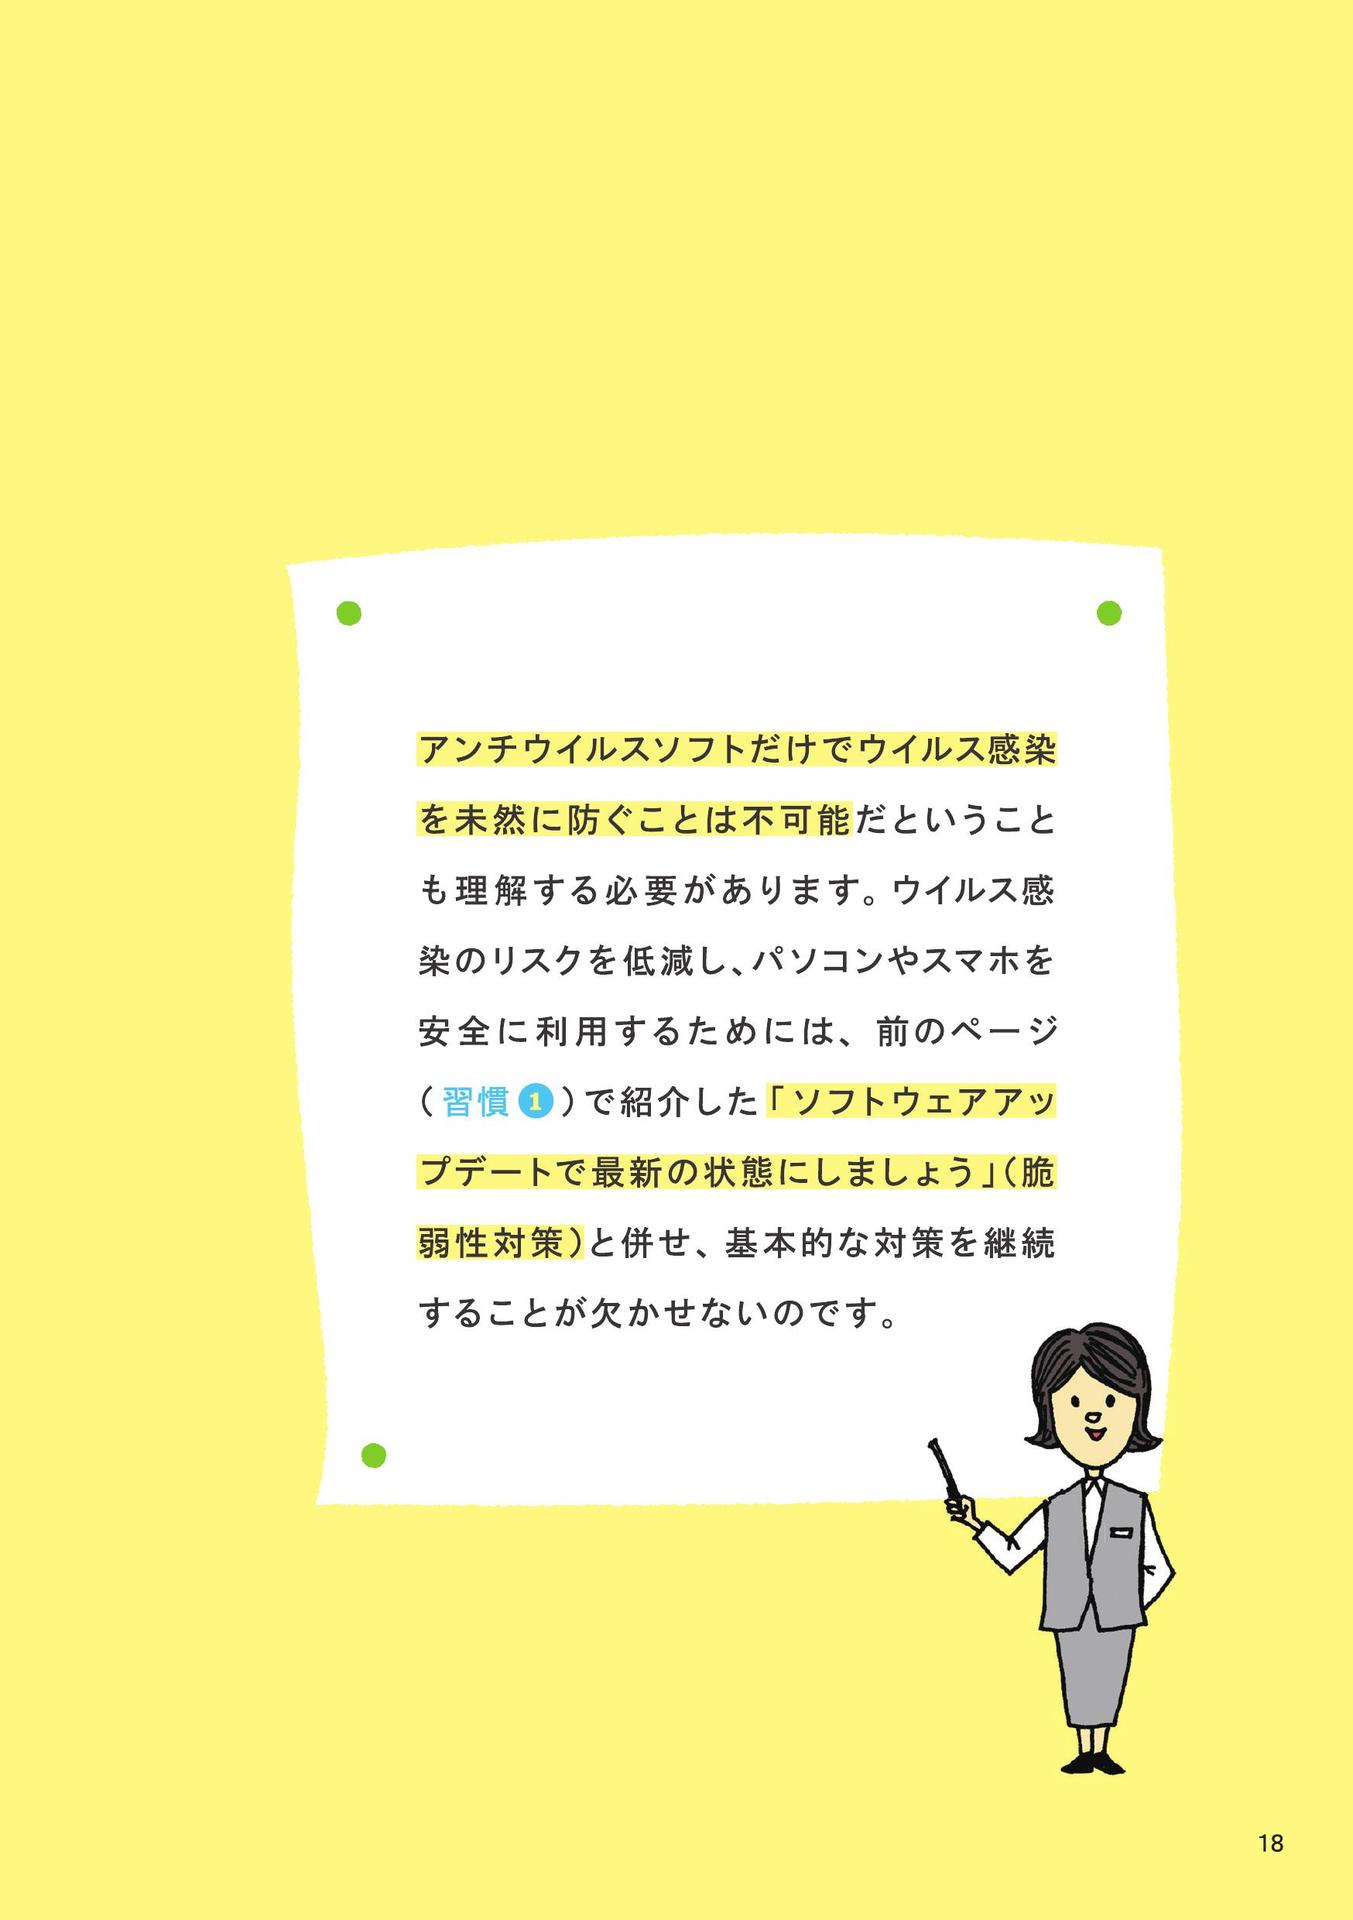 アンチウイルスソフトだけでウイルス感染
を未然に防ぐことは不可能だということ
も理解する必要があります。ウイルス感
染のリスクを低減し、パソコンやスマホを
安全に利用するためには、前のページ
(習慣1)で紹介した「ソフトウェアアッ
プデートで最新の状態にしましょう」(脆
弱性対策)と併せ、基本的な対策を継続
することが欠かせないのです。
18